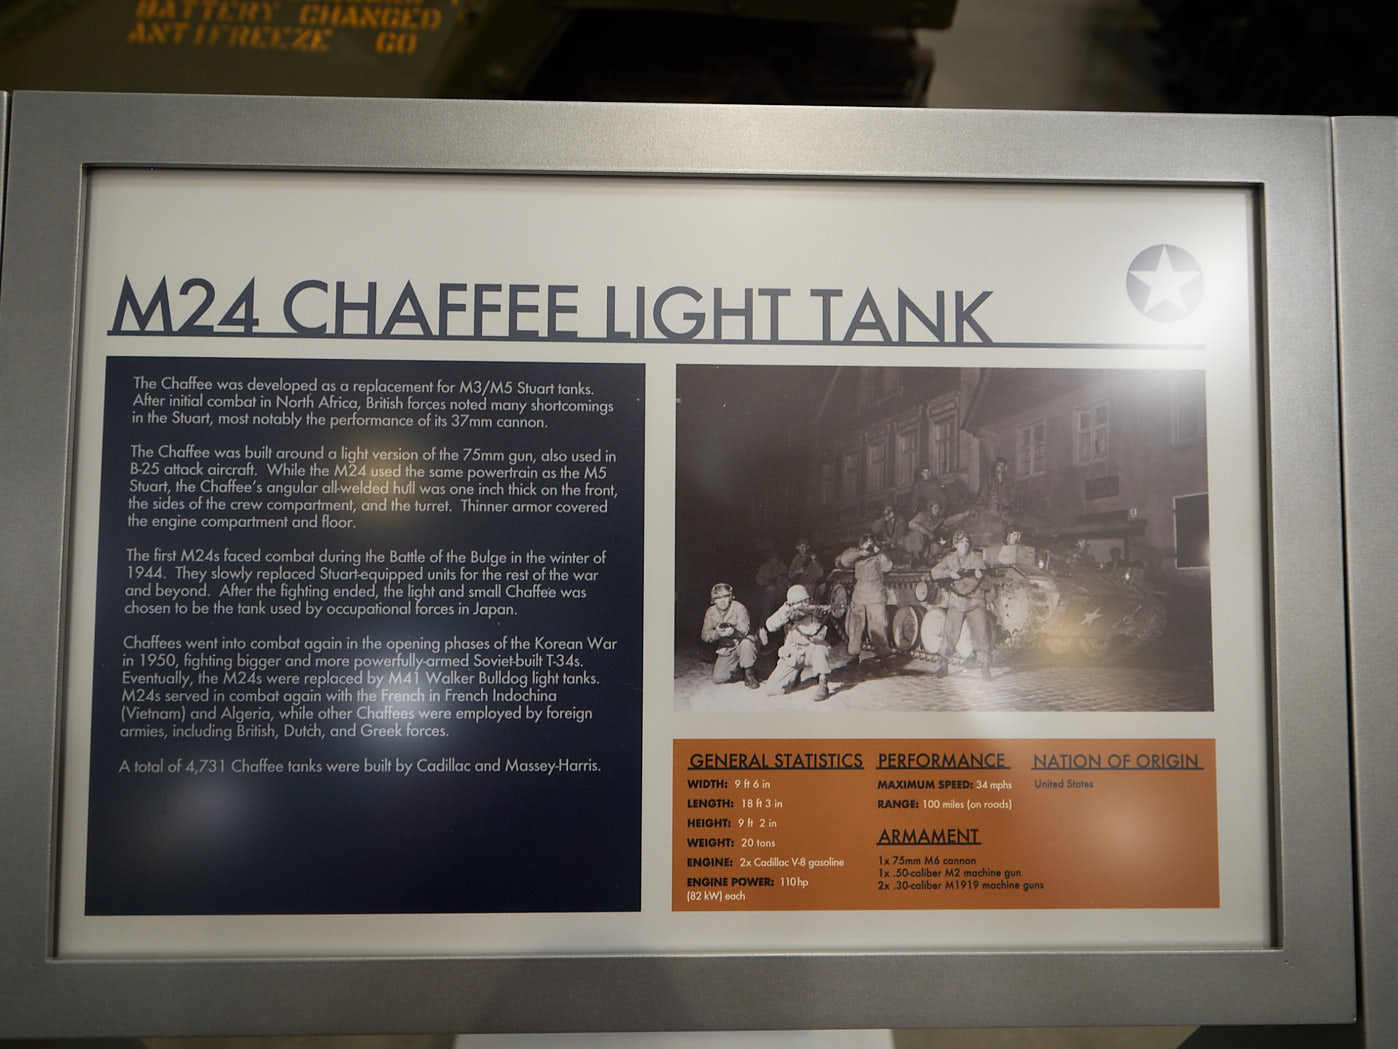 BATTERY CHANGED
ANTIFREEZE GO
M24 CHAFFEE LIGHT TANK
The Chaffee was developed as a replacement for M3/M5 Stuart tanks.
After initial combat in North Africa, British forces noted many shortcomings
in the Stuart, most notably the performance of its 37mm cannon.
The Chaffee was built around a light version of the 75mm gun, also used in
B-25 attack aircraft. While the M24 used the same powertrain as the M5
Stuart, the Chaffee's angular all-welded hull was one inch thick on the front,
the sides of the crew compartment, and the turret. Thinner armor covered
the engine compartment and floor.
The first M24s faced combat during the Battle of the Bulge in the winter of
1944. They slowly replaced Stuart-equipped units for the rest of the war
and beyond. After the fighting ended, the light and small Chaffee was
chosen to be the tank used by occupational forces in Japan.
Chaffees went into combat again in the opening phases of the Korean War
in 1950, fighting bigger and more powerfully-armed Soviet-built T-34s.
Eventually, the M24s were replaced by M41 Walker Bulldog light tanks.
M24s served in combat again with the French in French Indochina
(Vietnam) and Algeria, while other Chaffees were employed by foreign
armies, including British, Dutch, and Greek forces.
A total of 4,731 Chaffee tanks were built by Cadillac and Massey-Harris.
GENERAL STATISTICS
WIDTH: 9 ft 6 in
LENGTH: 18 ft 3 in
HEIGHT: 9 ft 2 in
WEIGHT: 20 tons
ENGINE: 2x Cadillac V-8 gasoline
ENGINE POWER: 110 hp
(82 kW) each
PERFORMANCE
MAXIMUM SPEED: 34 mphs
RANGE: 100 miles (on roads)
ARMAMENT
1x 75mm M6 cannon
1x .50-caliber M2 machine gun
2x .30-caliber M1919 machine guns
NATION OF ORIGIN
United States